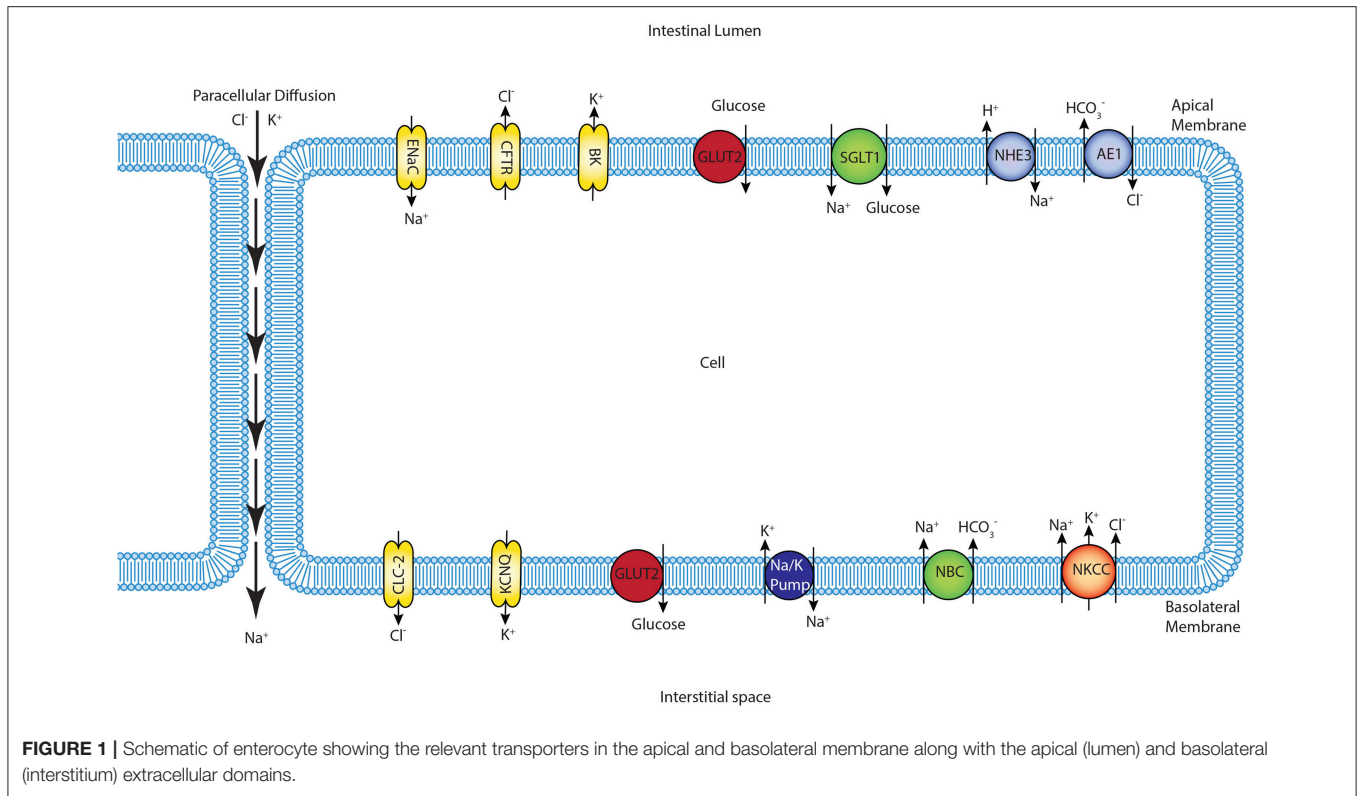 Intestinal Lumen
Paracellular Diffusion
Cl⁻ K⁺
Cl⁻
K⁺
Glucose
H⁺
HCO₃⁻
Apical
Membrane
ENaC
CFTR
BK
GLUT2
SGLT1
NHE3
AE1
Na⁺
Na⁺
Glucose
Na⁺
Cl⁻
Cell
K⁺
Na⁺
HCO₃⁻
Na⁺
K⁺
Cl⁻
CLC-2
KCNQ
GLUT2
Na/K
Pump
NBC
NKCC
Basolateral
Membrane
Na⁺
Cl⁻
K⁺
Glucose
Na⁺
Interstitial space
FIGURE 1 | Schematic of enterocyte showing the relevant transporters in the apical and basolateral membrane along with the apical (lumen) and basolateral
(interstitium) extracellular domains.